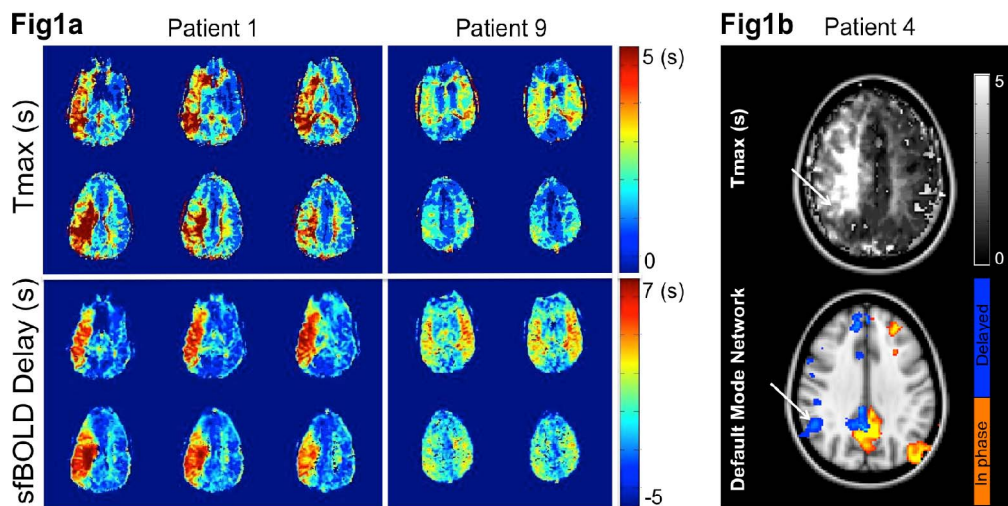 Fig1a
Patient 1
Patient 9
Tmax (s)
5 (s)
0
sfBOLD Delay (s)
7 (s)
-5
Fig1b
Patient 4
Tmax (s)
5
0
Default Mode Network
Delayed
In phase